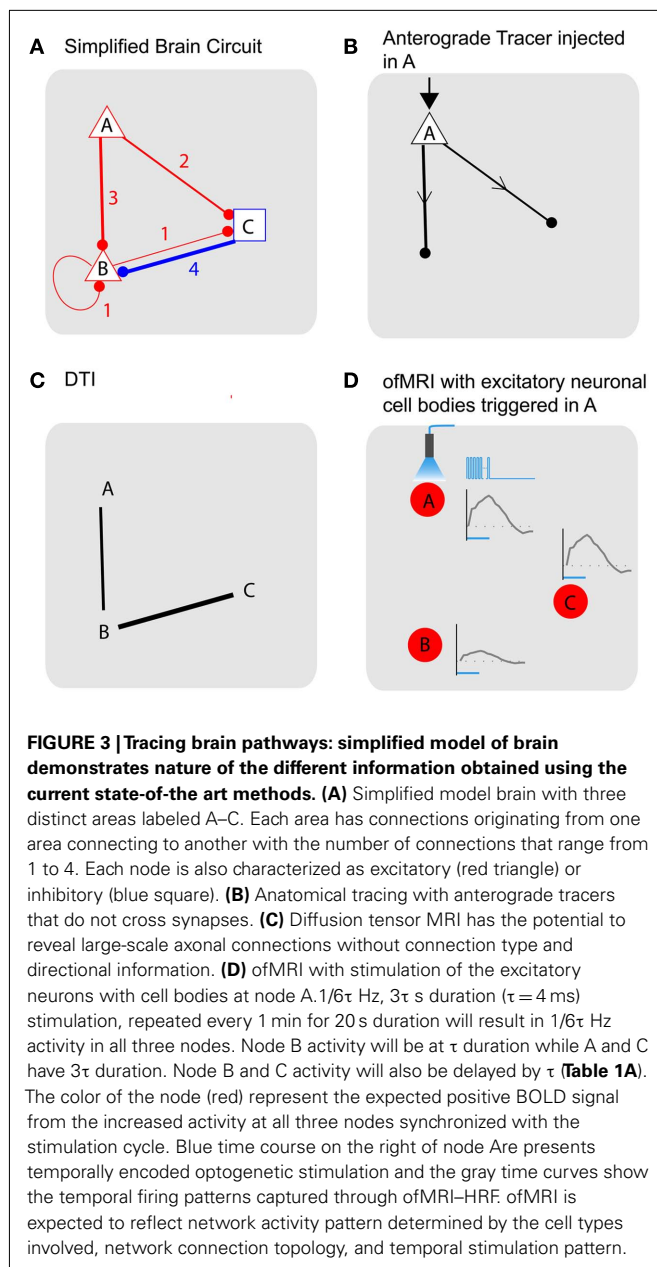 A Simplified Brain Circuit
B Anterograde Tracer injected
in A
A
2
3
1
C
B
4
1
A
C DTI
D ofMRI with excitatory neuronal
cell bodies triggered in A
A
C
B
A
C
B
FIGURE 3 | Tracing brain pathways: simplified model of brain
demonstrates nature of the different information obtained using the
current state-of-the art methods. (A) Simplified model brain with three
distinct areas labeled A–C. Each area has connections originating from one
area connecting to another with the number of connections that range from
1 to 4. Each node is also characterized as excitatory (red triangle) or
inhibitory (blue square). (B) Anatomical tracing with anterograde tracers
that do not cross synapses. (C) Diffusion tensor MRI has the potential to
reveal large-scale axonal connections without connection type and
directional information. (D) ofMRI with stimulation of the excitatory
neurons with cell bodies at node A.1/6τ Hz, 3τ s duration (τ = 4 ms)
stimulation, repeated every 1 min for 20 s duration will result in 1/6τ Hz
activity in all three nodes. Node B activity will be at τ duration while A and C
have 3τ duration. Node B and C activity will also be delayed by τ (Table 1A).
The color of the node (red) represent the expected positive BOLD signal
from the increased activity at all three nodes synchronized with the
stimulation cycle. Blue time course on the right of node Are presents
temporally encoded optogenetic stimulation and the gray time curves show
the temporal firing patterns captured through ofMRI–HRF. ofMRI is
expected to reflect network activity pattern determined by the cell types
involved, network connection topology, and temporal stimulation pattern.